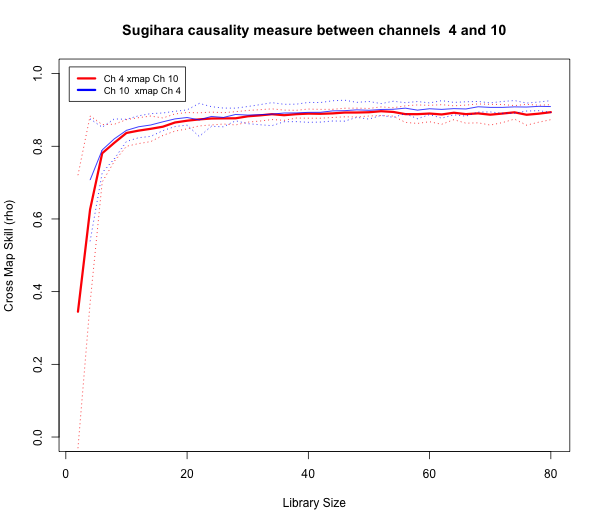 Sugihara causality measure between channels  4 and 10
Ch 4 xmap Ch 10
Ch 10  xmap Ch 4
Cross Map Skill (rho)
1.0
0.8
0.6
0.4
0.2
0.0
0 20 40 60 80
Library Size